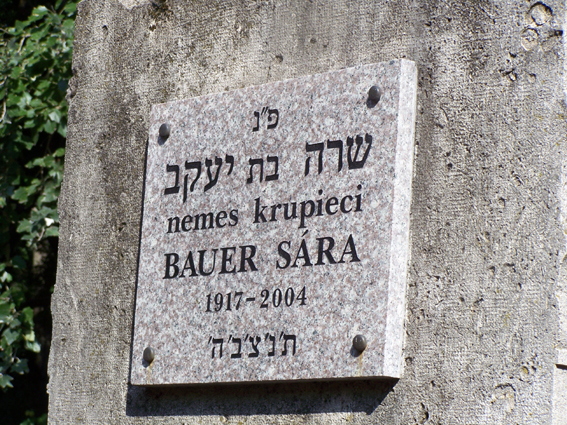 פ"נ
שרה בת יעקב
nemes krupieci
BAUER SÁRA
1917-2004
ת'נ'צ'ב'ה'